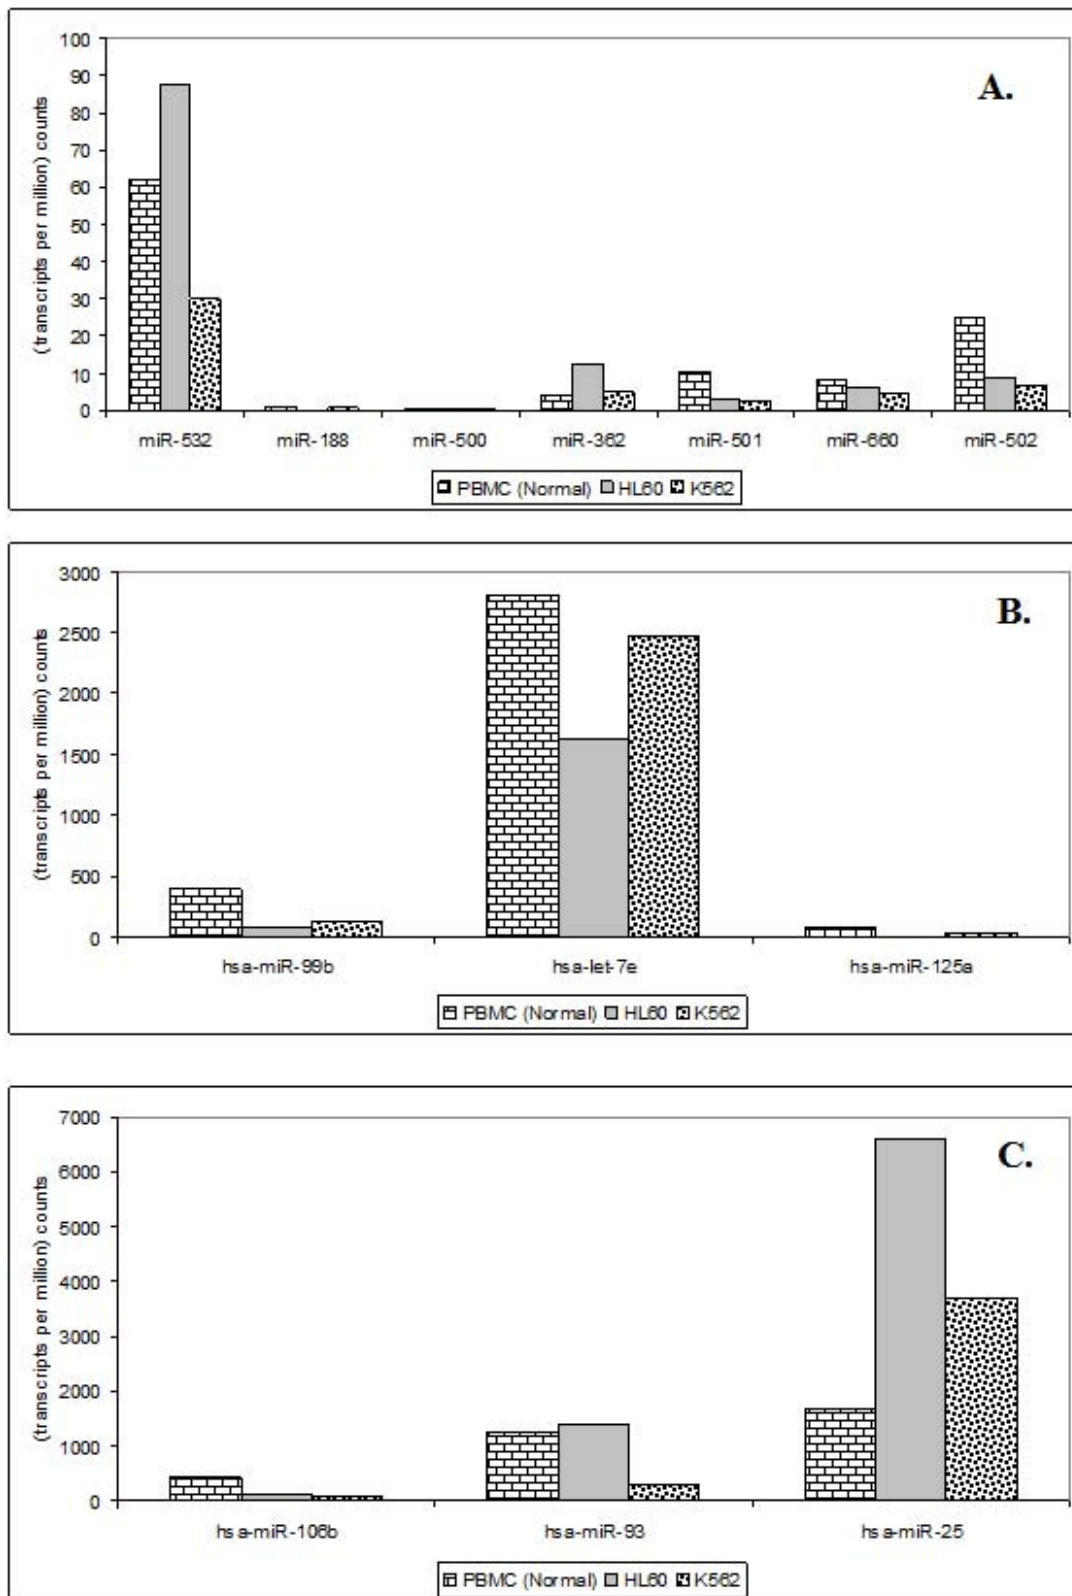 A.
(transcripts per million) counts
100
90
80
70
60
50
40
30
20
10
0
miR-532 miR-188 miR-500 miR-362 miR-501 miR-660 miR-502
PBMC (Normal) HL60 K562
B.
(transcripts per million) counts
3000
2500
2000
1500
1000
500
0
hsa-miR-99b hsa-let-7e hsa-miR-125a
PBMC (Normal) HL60 K562
C.
(transcripts per million) counts
7000
6000
5000
4000
3000
2000
1000
0
hsa-miR-106b hsa-miR-93 hsa-miR-25
PBMC (Normal) HL60 K562